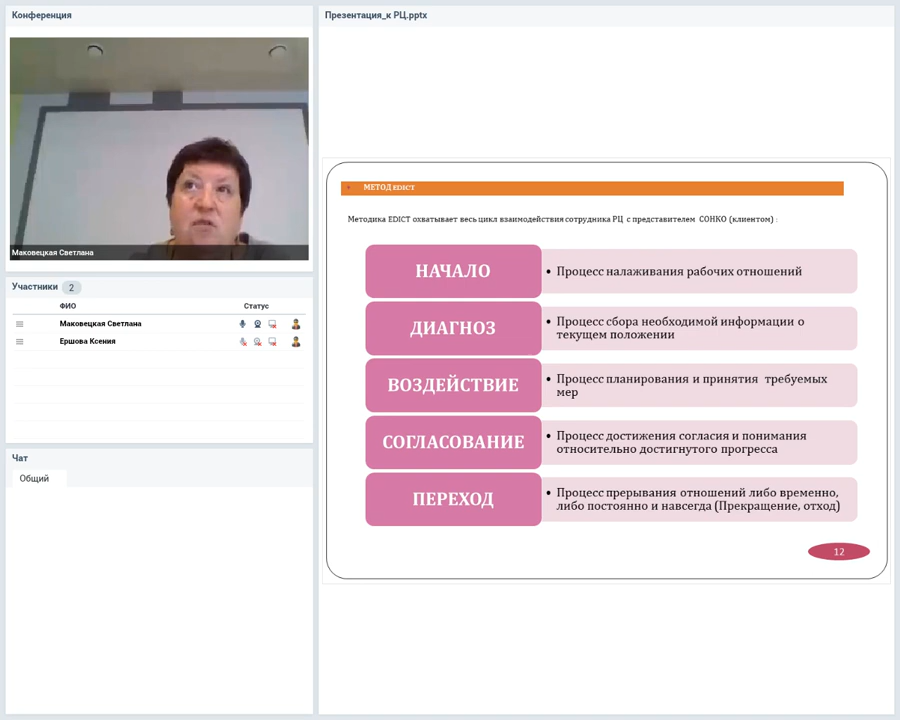 Конференция
Маковецкая Светлана
Участники 2
ФИО Статус
Маковецкая Светлана
Ершова Ксения
Чат
Общий
Презентация_к РЦ.pptx
МЕТОД EDICT
Методика EDICT охватывает весь цикл взаимодействия сотрудника РЦ с представителем СОНКО (клиентом) :
НАЧАЛО
• Процесс налаживания рабочих отношений
ДИАГНОЗ
• Процесс сбора необходимой информации о
текущем положении
ВОЗДЕЙСТВИЕ
• Процесс планирования и принятия требуемых
мер
СОГЛАСОВАНИЕ
• Процесс достижения согласия и понимания
относительно достигнутого прогресса
ПЕРЕХОД
• Процесс прерывания отношений либо временно,
либо постоянно и навсегда (Прекращение, отход)
12